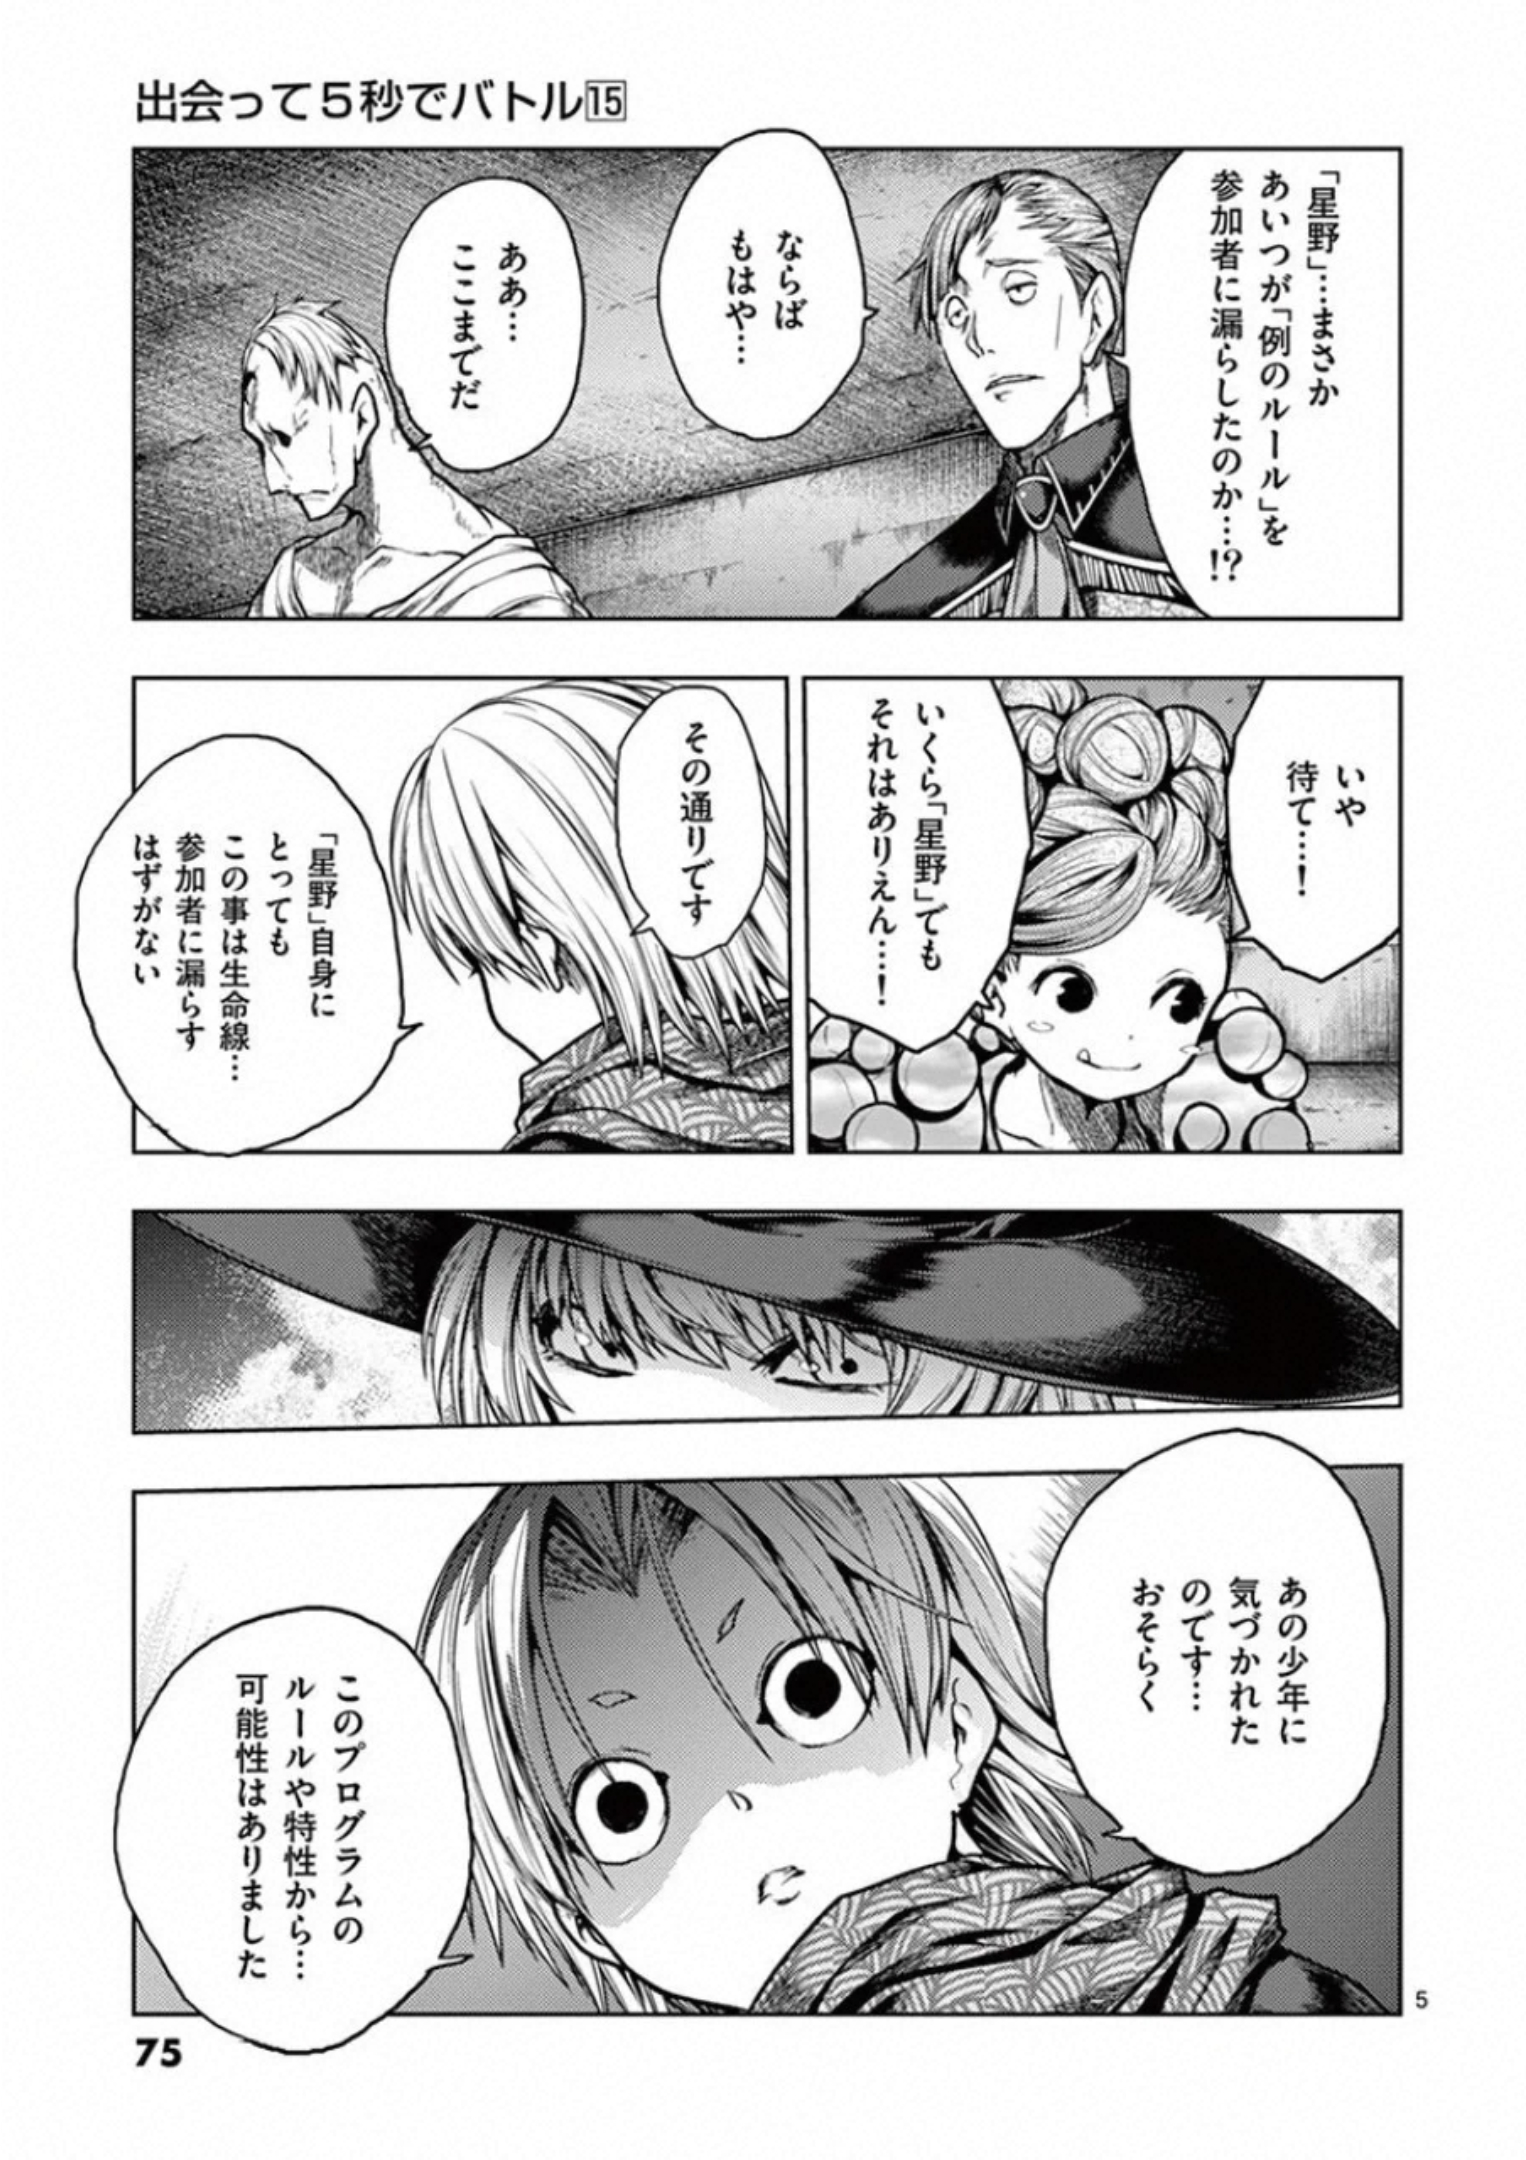 出会って5秒でバトル15
「星野」…まさか
あいつが「例のルール」を
参加者に漏らしたのか…!?
ならば
もはや…
ああ…
ここまでだ
いや
待て…!
いくら「星野」でも
それはありえん…!
その通りです
「星野」自身に
とっても
この事は生命線…
参加者に漏らす
はずがない
あの少年に
気づかれた
のです…
おそらく
このプログラムの
ルールや特性から…
可能性はありました
5
75